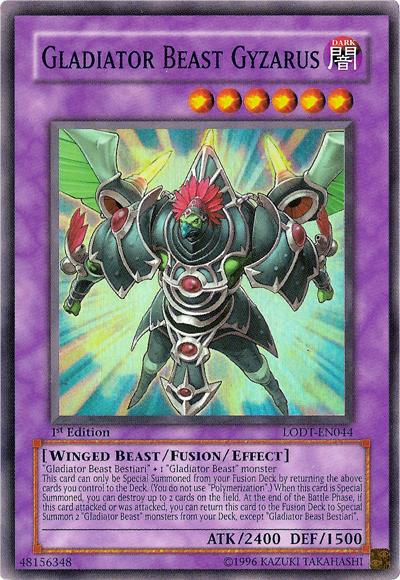 GLADIATOR BEAST GYZARUS
DARK
闇
1st Edition
LODT-EN044
[WINGED BEAST/FUSION/EFFECT]
"Gladiator Beast Bestiari" + 1 "Gladiator Beast" monster
This card can only be Special Summoned from your Fusion Deck by returning the above
cards you control to the Deck. (You do not use "Polymerization".) When this card is Special
Summoned, you can destroy up to 2 cards on the field. At the end of the Battle Phase, if
this card attacked or was attacked, you can return this card to the Fusion Deck to Special
Summon 2 "Gladiator Beast" monsters from your Deck, except "Gladiator Beast Bestiari".
ATK/2400 DEF/1500
48156348
©1996 KAZUKI TAKAHASHI